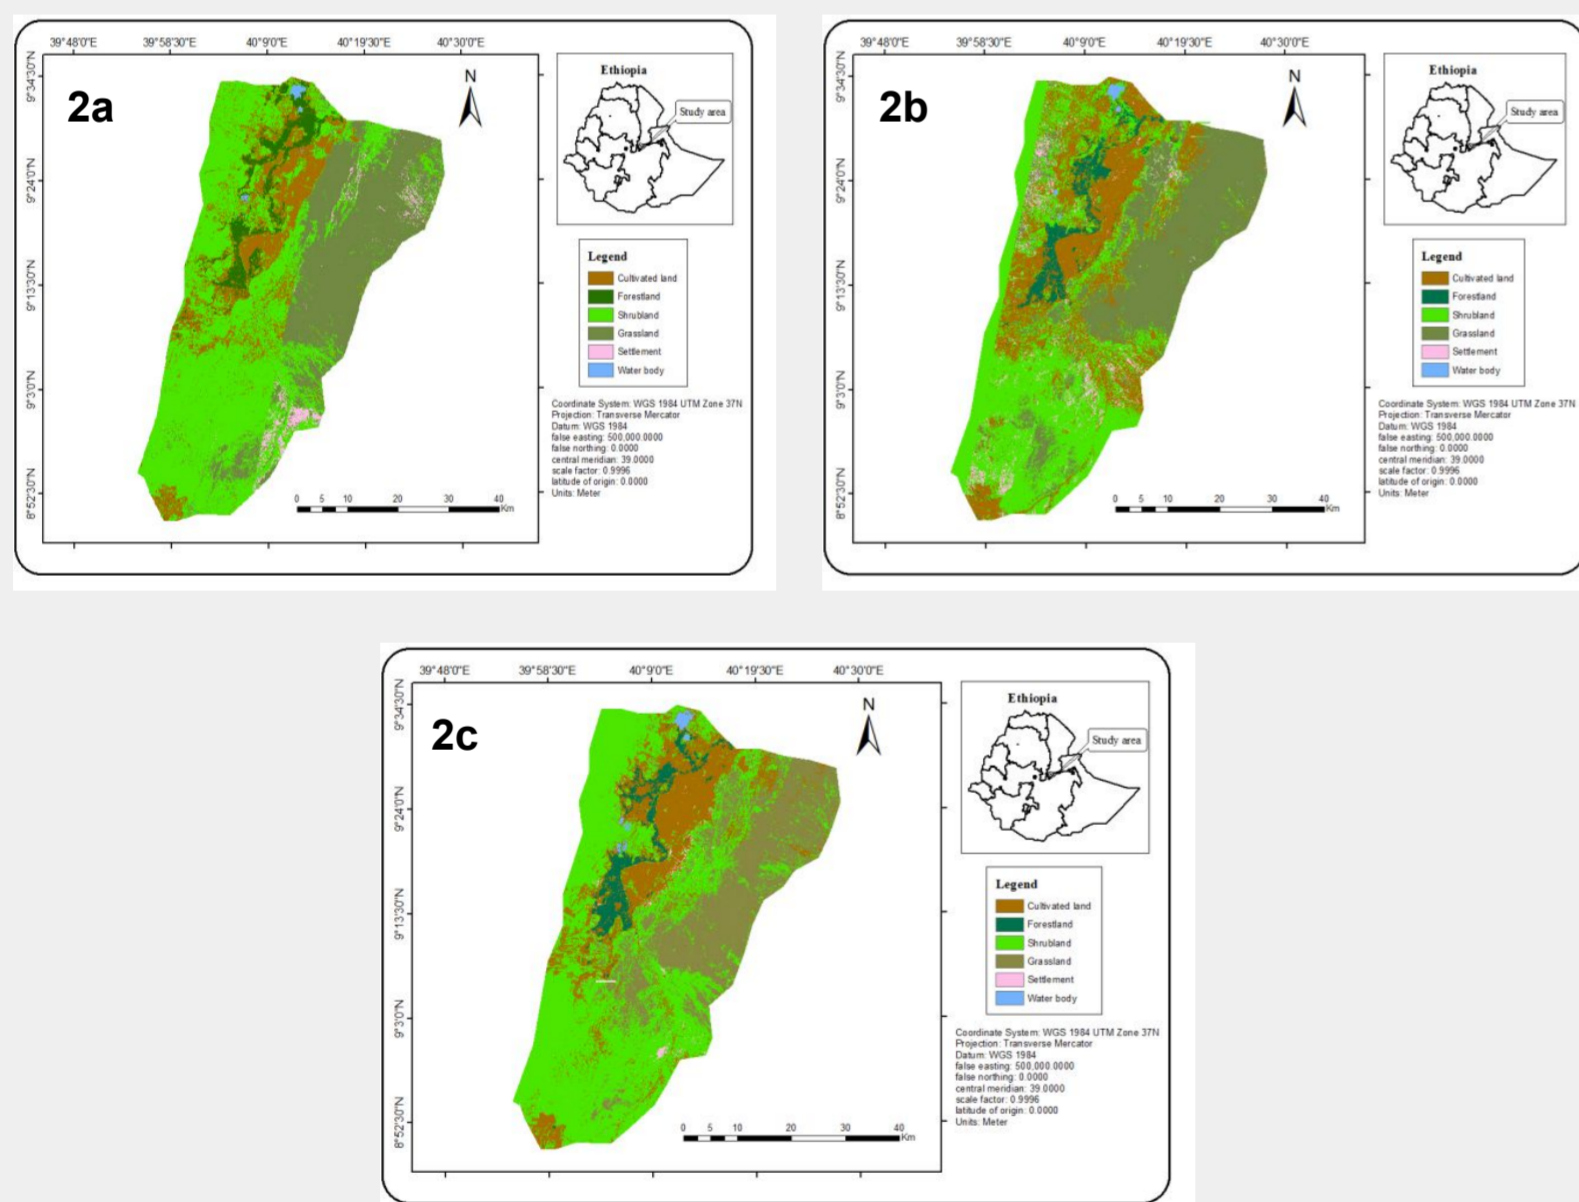 39°48'0"E 39°58'30"E 40°9'0"E 40°19'30"E 40°30'0"E
9°34'30"N
9°24'0"N
9°13'30"N
9°3'0"N
8°52'30"N
2a
N
Ethiopia
Study area
Legend
Cultivated land
Forestland
Shrubland
Grassland
Settlement
Water body
Coordinate System: WGS 1984 UTM Zone 37N
Projection: Transverse Mercator
Datum: WGS 1984
false easting: 500,000.0000
false northing: 0.0000
central meridian: 39.0000
scale factor: 0.9996
latitude of origin: 0.0000
Units: Meter
0 5 10 20 30 40
Km
39°48'0"E 39°58'30"E 40°9'0"E 40°19'30"E 40°30'0"E
9°34'30"N
9°24'0"N
9°13'30"N
9°3'0"N
8°52'30"N
2b
N
Ethiopia
Study area
Legend
Cultivated land
Forestland
Shrubland
Grassland
Settlement
Water body
Coordinate System: WGS 1984 UTM Zone 37N
Projection: Transverse Mercator
Datum: WGS 1984
false easting: 500,000.0000
false northing: 0.0000
central meridian: 39.0000
scale factor: 0.9996
latitude of origin: 0.0000
Units: Meter
0 5 10 20 30 40
Km
39°48'0"E 39°58'30"E 40°9'0"E 40°19'30"E 40°30'0"E
9°34'30"N
9°24'0"N
9°13'30"N
9°3'0"N
8°52'30"N
2c
N
Ethiopia
Study area
Legend
Cultivated land
Forestland
Shrubland
Grassland
Settlement
Water body
Coordinate System: WGS 1984 UTM Zone 37N
Projection: Transverse Mercator
Datum: WGS 1984
false easting: 500,000.0000
false northing: 0.0000
central meridian: 39.0000
scale factor: 0.9996
latitude of origin: 0.0000
Units: Meter
0 5 10 20 30 40
Km